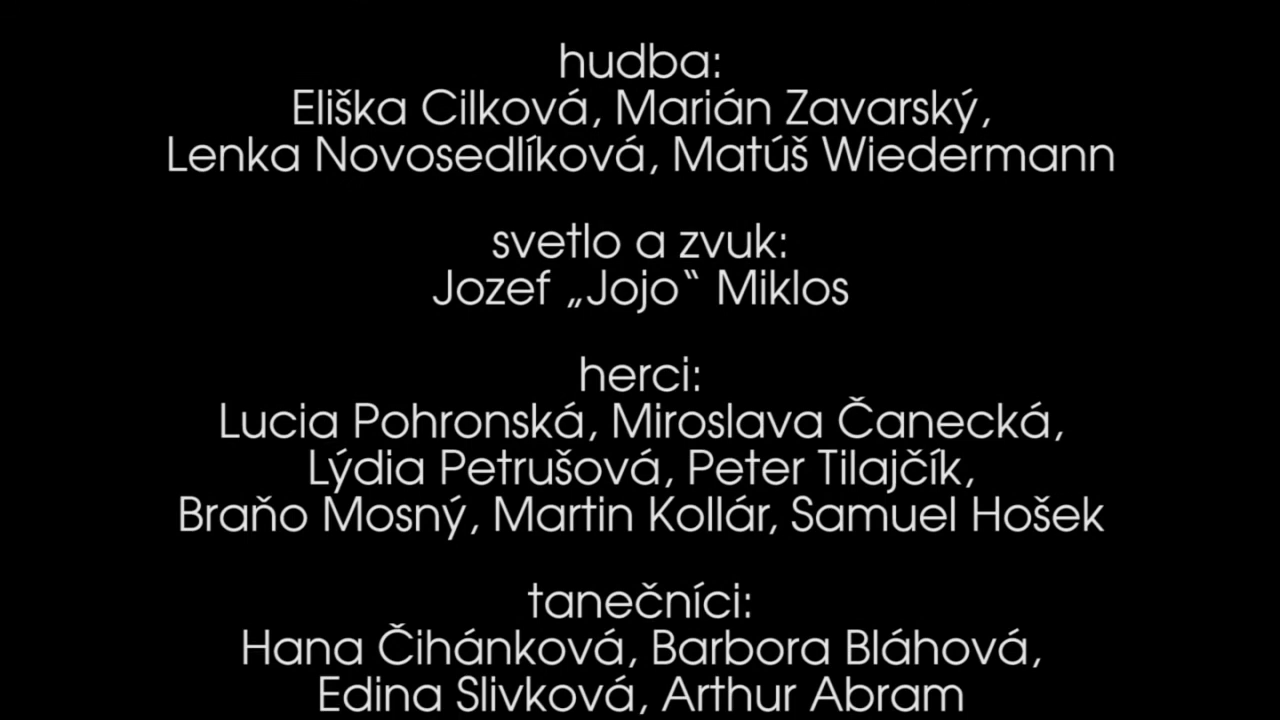 hudba:
Eliška Cilková, Marián Zavarský,
Lenka Novosedlíková, Matúš Wiedermann
svetlo a zvuk:
Jozef „Jojo‟ Miklos
herci:
Lucia Pohronská, Miroslava Čanecká,
Lýdia Petrušová, Peter Tilajčík,
Braňo Mosný, Martin Kollár, Samuel Hošek
tanečníci:
Hana Čihánková, Barbora Bláhová,
Edina Slivková, Arthur Abram